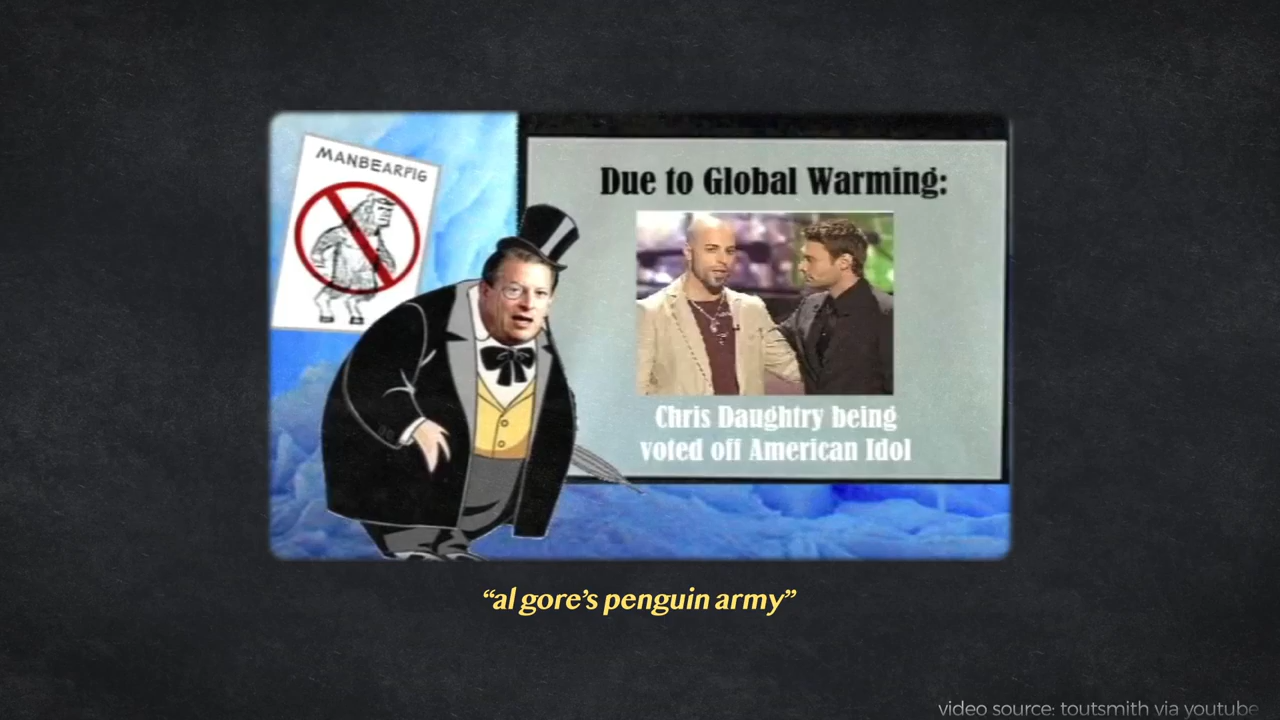 MANBEARPIG
Due to Global Warming:
Chris Daughtry being
voted off American Idol
“al gore’s penguin army”
video source: toutsmith via youtube